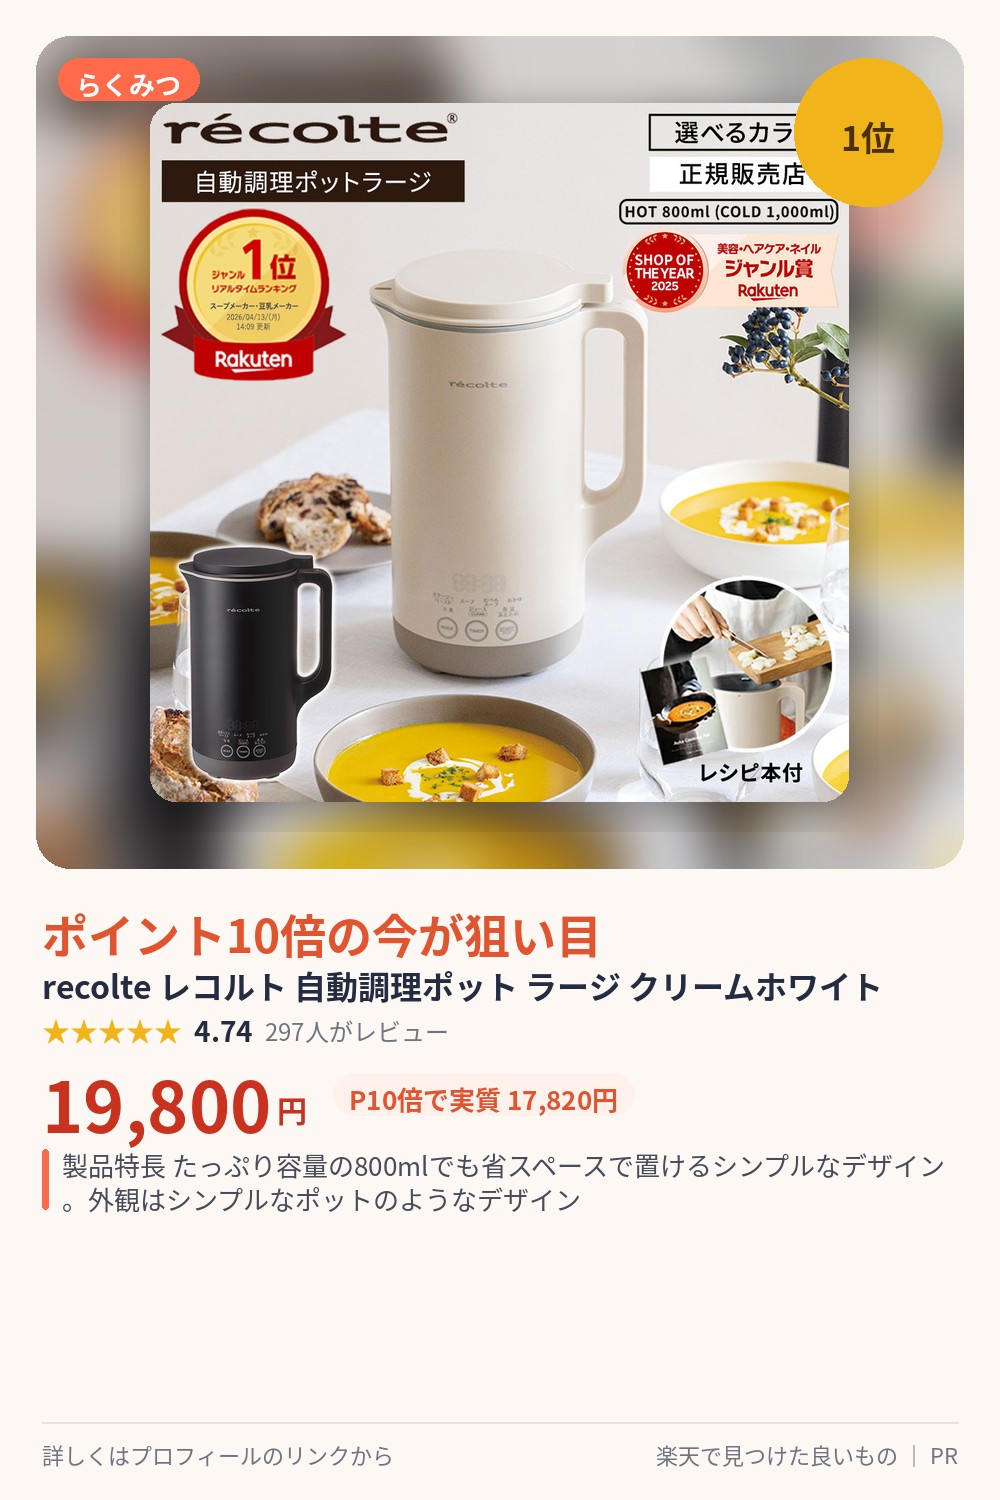 らくみつ
1位
récolte®
自動調理ポットラージ
選べるカラ
正規販売店
HOT 800ml (COLD 1,000ml)
ジャンル1位
リアルタイムランキング
スープメーカー・豆乳メーカー
2026/04/13/(月)
14:09 更新
Rakuten
SHOP OF
THE YEAR
2025
美容・ヘアケア・ネイル
ジャンル賞
Rakuten
récolte
récolte
レシピ本付
ポイント10倍の今が狙い目
recolte レコルト 自動調理ポット ラージ クリームホワイト
★★★★★ 4.74 297人がレビュー
19,800円
P10倍で実質 17,820円
製品特長 たっぷり容量の800mlでも省スペースで置けるシンプルなデザイン
。外観はシンプルなポットのようなデザイン
詳しくはプロフィールのリンクから
楽天で見つけた良いもの | PR